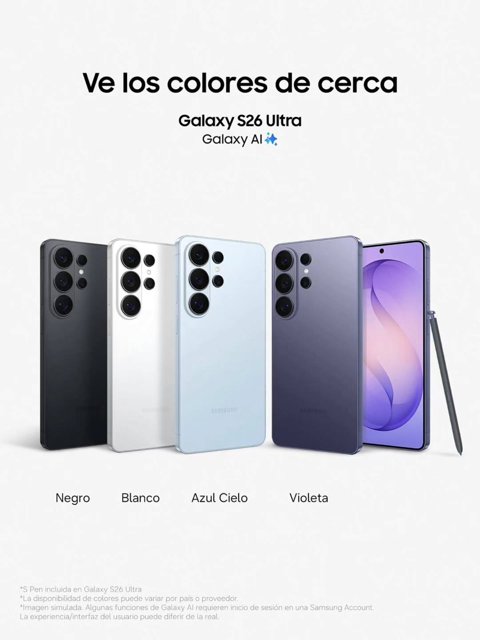 Ve los colores de cerca
Galaxy S26 Ultra
Galaxy AI
SAMSUNG
SAMSUNG
Negro Blanco Azul Cielo Violeta
*S Pen incluida en Galaxy S26 Ultra
*La disponibilidad de colores puede variar por país o proveedor.
*Imagen simulada. Algunas funciones de Galaxy AI requieren inicio de sesión en una Samsung Account.
La experiencia/interfaz del usuario puede diferir de la real.